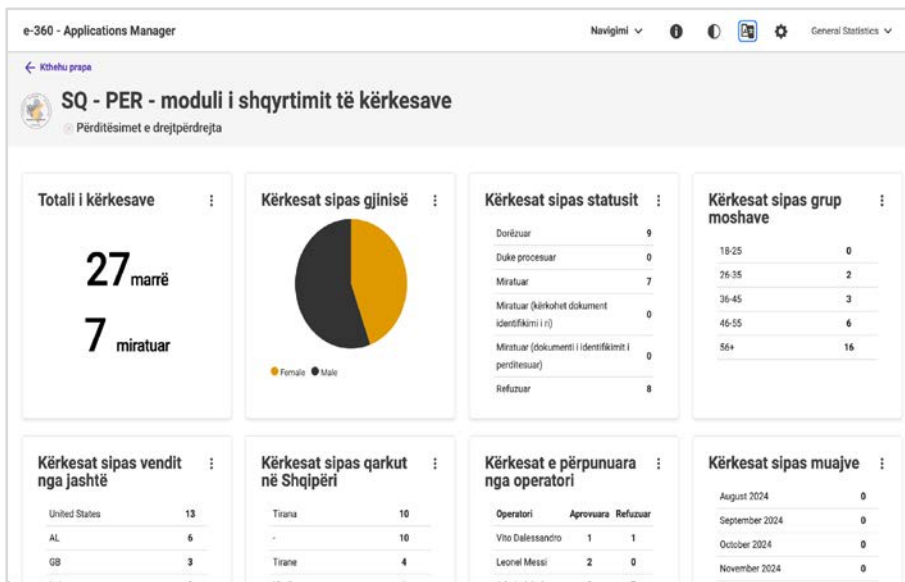 e-360 - Applications Manager
Navigimi
General Statistics
Kthehu prapa
SQ - PER - moduli i shqyrtimit të kërkesave
Përditësimet e drejtpërdrejta
Totali i kërkesave
27 marrë
7 miratuar
Kërkesat sipas gjinisë
Female Male
Kërkesat sipas statusit
Dorëzuar 9
Duke procesuar 0
Miratuar 7
Miratuar (kërkohet dokument
identifikimi i ri) 0
Miratuar (dokumenti i identifikimit i
perditesuar) 0
Refuzuar 8
Kërkesat sipas grup
moshave
18-25 0
26-35 2
36-45 3
46-55 6
56+ 16
Kërkesat sipas vendit
nga jashtë
United States 13
AL 6
GB 3
Kërkesat sipas qarkut
në Shqipëri
Tirana 10
- 10
Tirane 4
Kërkesat e përpunuara
nga operatori
Operatori Aprovuara Refuzuar
Vito Dalessandro 1 1
Leonel Messi 2 0
Kërkesat sipas muajve
August 2024 0
September 2024 0
October 2024 0
November 2024 0